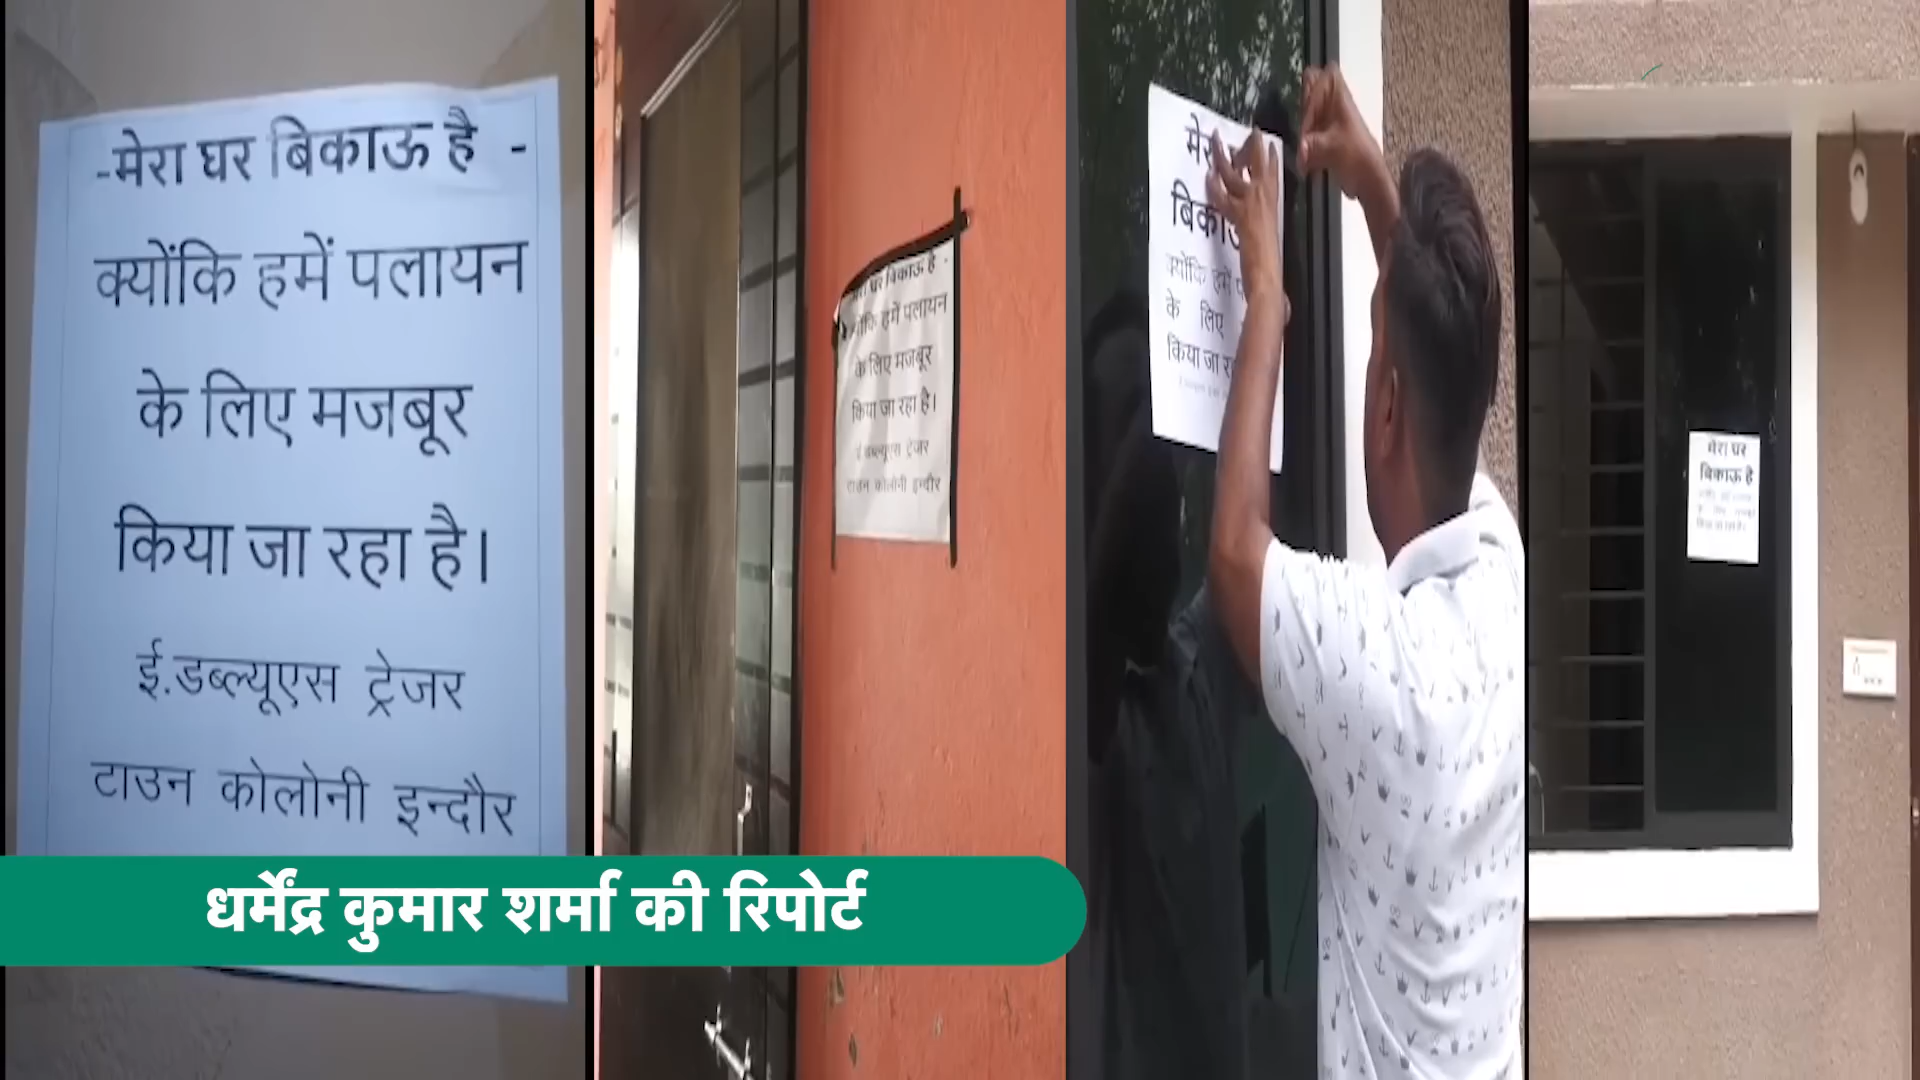 -मेरा घर बिकाऊ है -
क्योंकि हमें पलायन
के लिए मजबूर
किया जा रहा है।
ई.डब्ल्यूएस ट्रेजर
टाउन कोलोनी इन्दौर
मेरा घर बिकाऊ है -
क्योंकि हमें पलायन
के लिए मजबूर
किया जा रहा है।
ई.डब्ल्यूएस ट्रेजर
टाउन कोलोनी इन्दौर
क्योंकि हमें
के लिए
किया जा
मेरा घर
बिकाऊ है
धर्मेंद्र कुमार शर्मा की रिपोर्ट